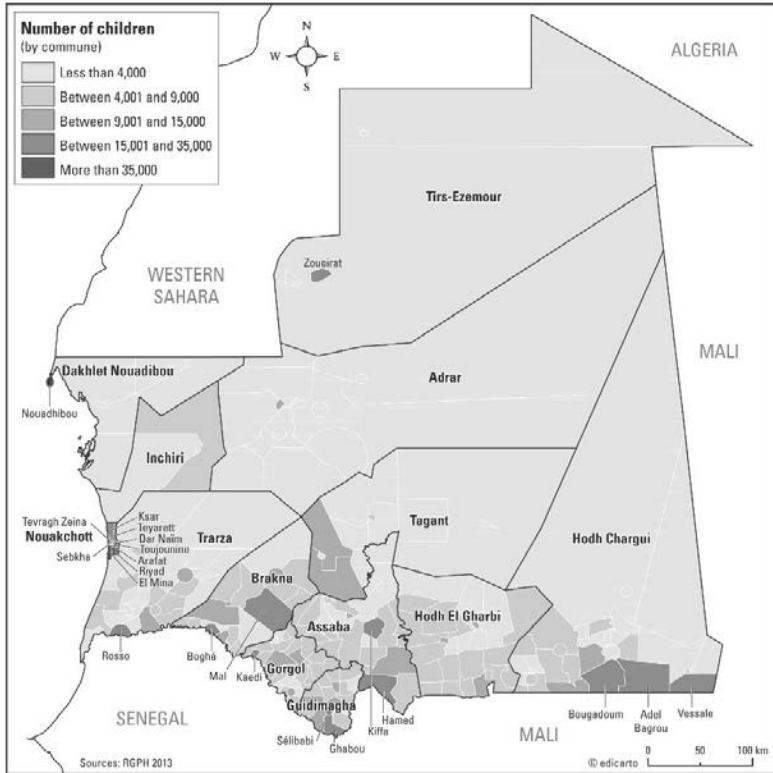 Number of children
(by commune)
Less than 4,000
Between 4,001 and 9,000
Between 9,001 and 15,000
Between 15,001 and 35,000
More than 35,000
N
W
E
S
ALGERIA
Tirs-Ezemour
Zoueirat
WESTERN
SAHARA
MALI
Dakhlet Nouadibou
Adrar
Nouadhibou
Inchiri
Tagant
Hodh Chargui
Ksar
Tevragh Zeina
Teyarett
Nouakchott
Dar Naïm
Trarza
Toujounine
Sebkha
Arafat
Riyad
El Mina
Brakna
Assaba
Hodh El Gharbi
Rosso
Boghé
Mal
Kaedi
Gorgol
Guidimagha
Sélibabi
Ghabou
Kiffa
Hamed
Bougadoum
Adel
Bagrou
Vessale
SENEGAL
MALI
Sources: RGPH 2013
© edicarto
0
50
100 km